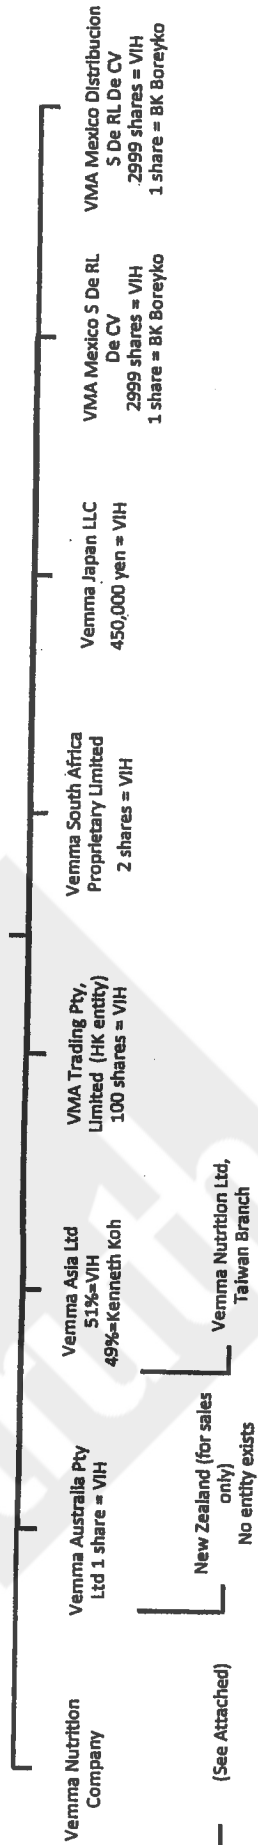 Vemma Nutrition
Company
(See Attached)
Vemma Australia Pty
Ltd 1 share = VIH
New Zealand (for sales
only)
No entity exists
Vemma Asia Ltd
51%=VIH
49%=Kenneth Koh
Vemma Nutrition Ltd,
Taiwan Branch
VMA Trading Pty,
Limited (HK entity)
100 shares = VIH
Vemma South Africa
Proprietary Limited
2 shares = VIH
Vemma Japan LLC
450,000 yen = VIH
VMA Mexico S De RL
De CV
2999 shares = VIH
1 share = BK Boreyko
VMA Mexico Distribucion
S De RL De CV
2999 shares = VIH
1 share = BK Boreyko